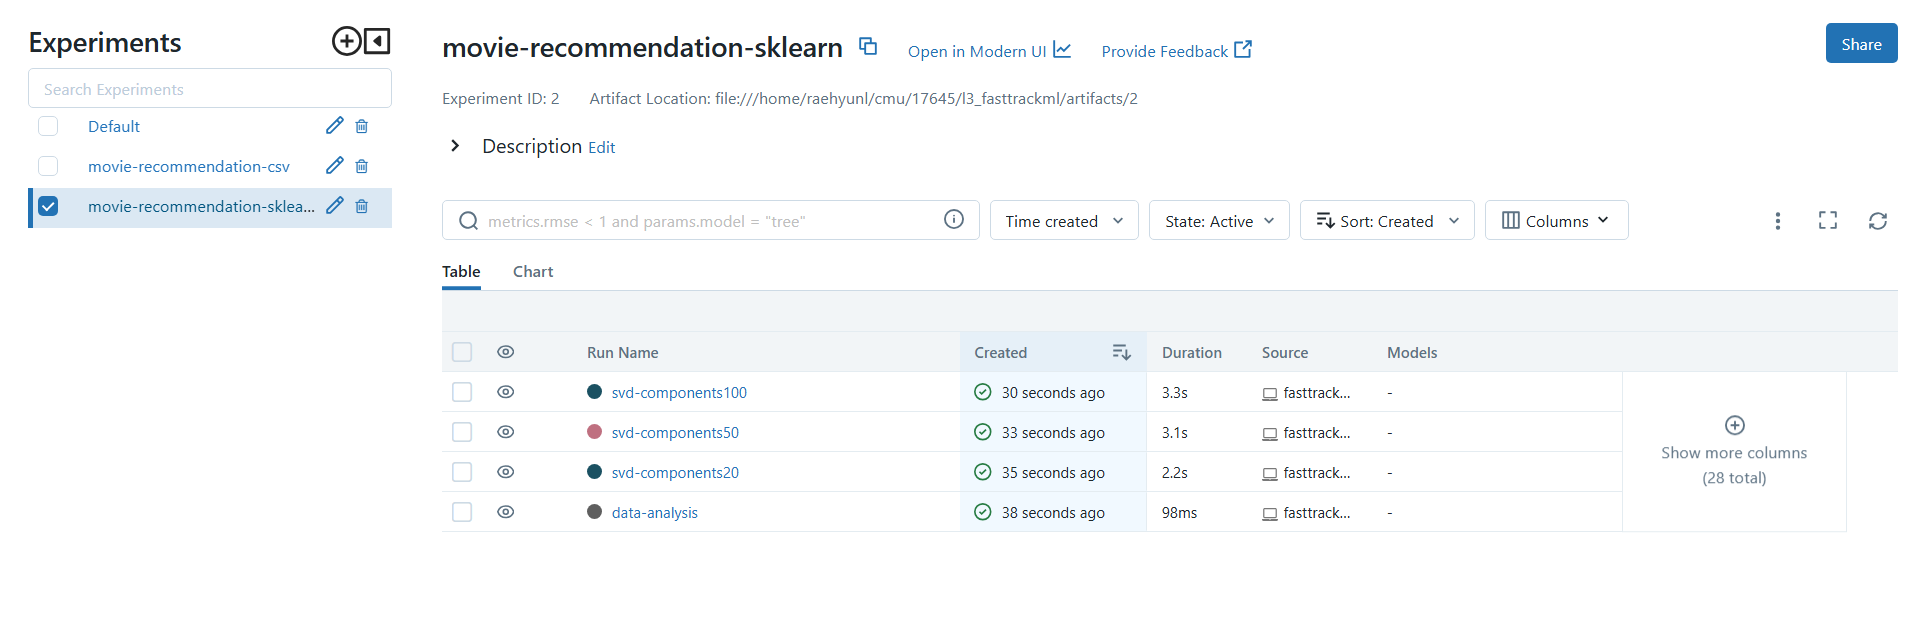 Experiments
Search Experiments
Default
movie-recommendation-csv
movie-recommendation-sklea...
movie-recommendation-sklearn
Open in Modern UI
Provide Feedback
Share
Experiment ID: 2 Artifact Location: file:///home/raehyunl/cmu/17645/l3_fasttrackml/artifacts/2
Description Edit
metrics.rmse < 1 and params.model = "tree"
Time created
State: Active
Sort: Created
Columns
Table Chart
Run Name Created Duration Source Models
svd-components100 30 seconds ago 3.3s fasttrack... -
svd-components50 33 seconds ago 3.1s fasttrack... -
svd-components20 35 seconds ago 2.2s fasttrack... -
data-analysis 38 seconds ago 98ms fasttrack... -
Show more columns
(28 total)